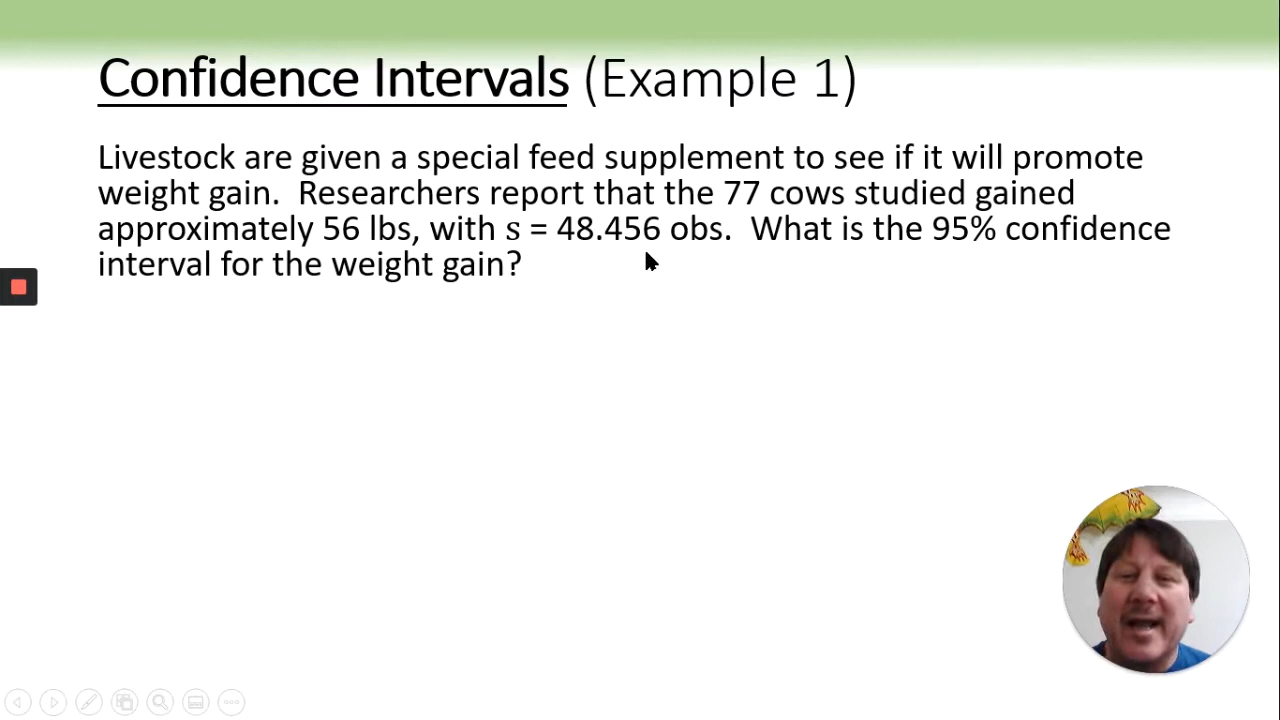 Confidence Intervals (Example 1)
Livestock are given a special feed supplement to see if it will promote
weight gain.  Researchers report that the 77 cows studied gained
approximately 56 lbs, with s = 48.456 obs.  What is the 95% confidence
interval for the weight gain?